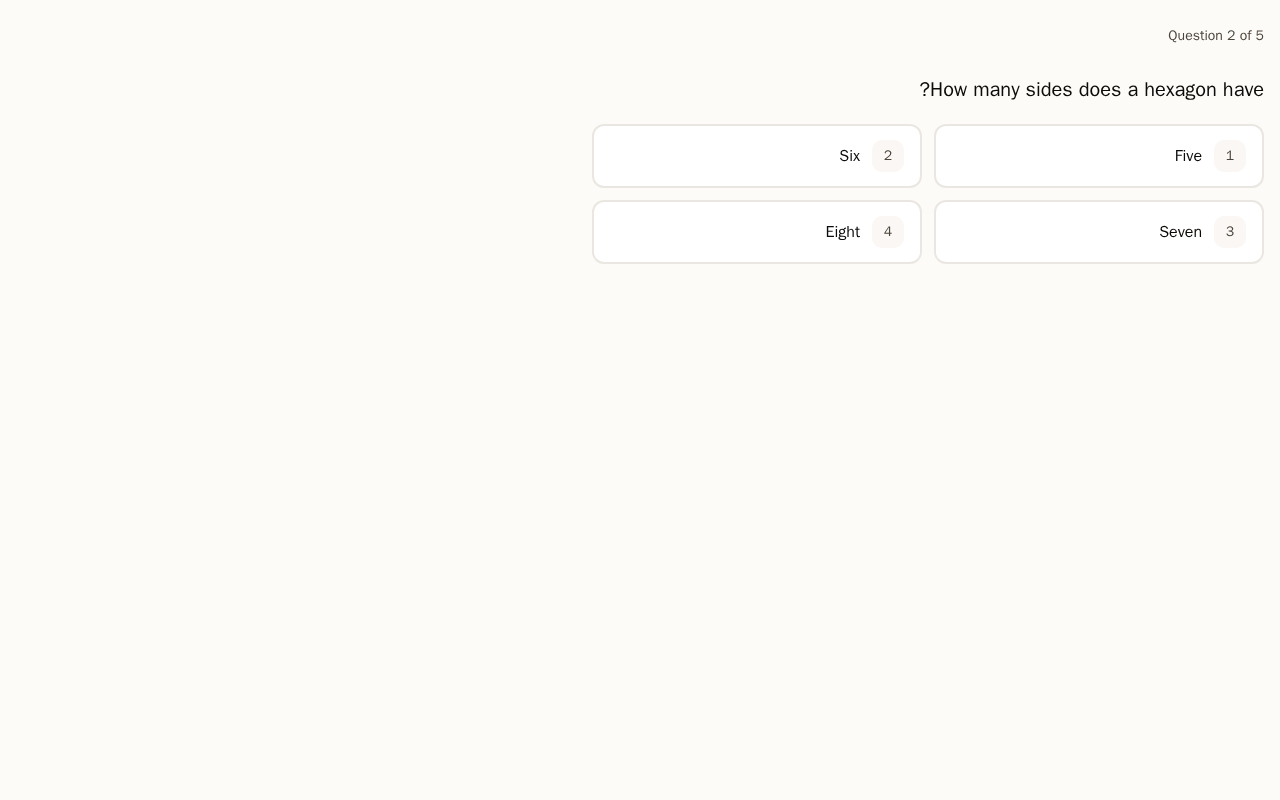 Question 2 of 5
?How many sides does a hexagon have
1 Five
2 Six
3 Seven
4 Eight